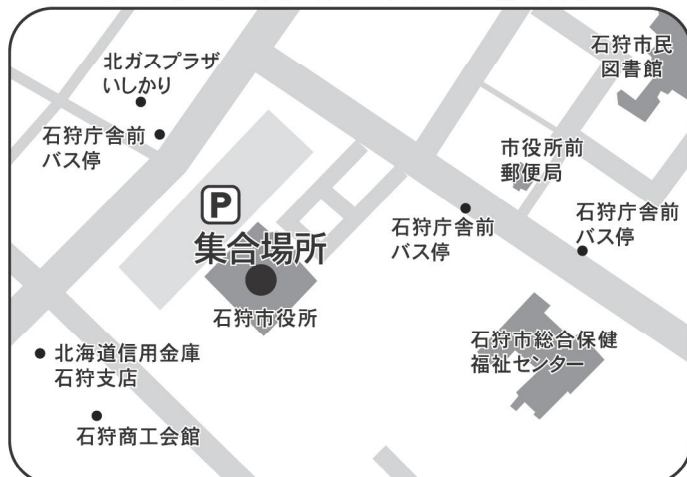 石狩市民
図書館
北ガスプラザ
いしかり
石狩庁舎前
バス停
市役所前
郵便局
P
石狩庁舎前
バス停
石狩庁舎前
バス停
集合場所
石狩市役所
石狩市総合保健
福祉センター
北海道信用金庫
石狩支店
石狩商工会館